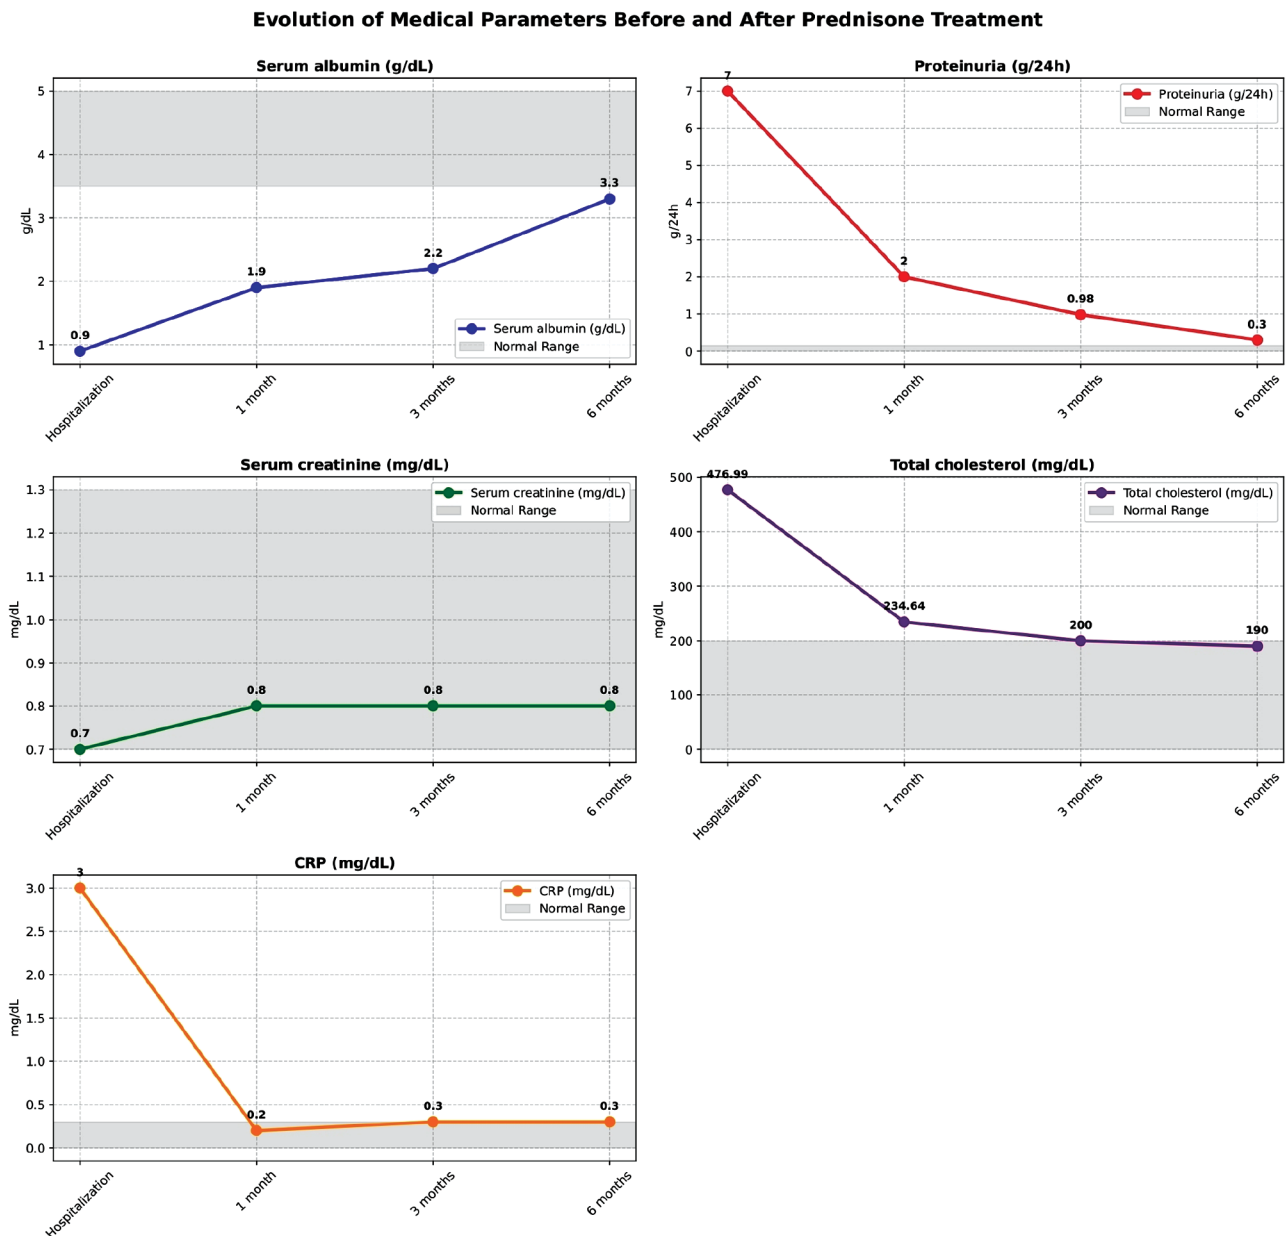 Evolution of Medical Parameters Before and After Prednisone Treatment
Serum albumin (g/dL)
5
4
3
2
1
g/dL
0.9
1.9
2.2
3.3
Serum albumin (g/dL)
Normal Range
Hospitalization
1 month
3 months
6 months
Proteinuria (g/24h)
7
6
5
4
3
2
1
0
g/24h
7
2
0.98
0.3
Proteinuria (g/24h)
Normal Range
Hospitalization
1 month
3 months
6 months
Serum creatinine (mg/dL)
1.3
1.2
1.1
1.0
0.9
0.8
0.7
mg/dL
0.7
0.8
0.8
0.8
Serum creatinine (mg/dL)
Normal Range
Hospitalization
1 month
3 months
6 months
Total cholesterol (mg/dL)
500
400
300
200
100
0
mg/dL
476.99
234.64
200
190
Total cholesterol (mg/dL)
Normal Range
Hospitalization
1 month
3 months
6 months
CRP (mg/dL)
3.0
2.5
2.0
1.5
1.0
0.5
0.0
mg/dL
3
0.2
0.3
0.3
CRP (mg/dL)
Normal Range
Hospitalization
1 month
3 months
6 months